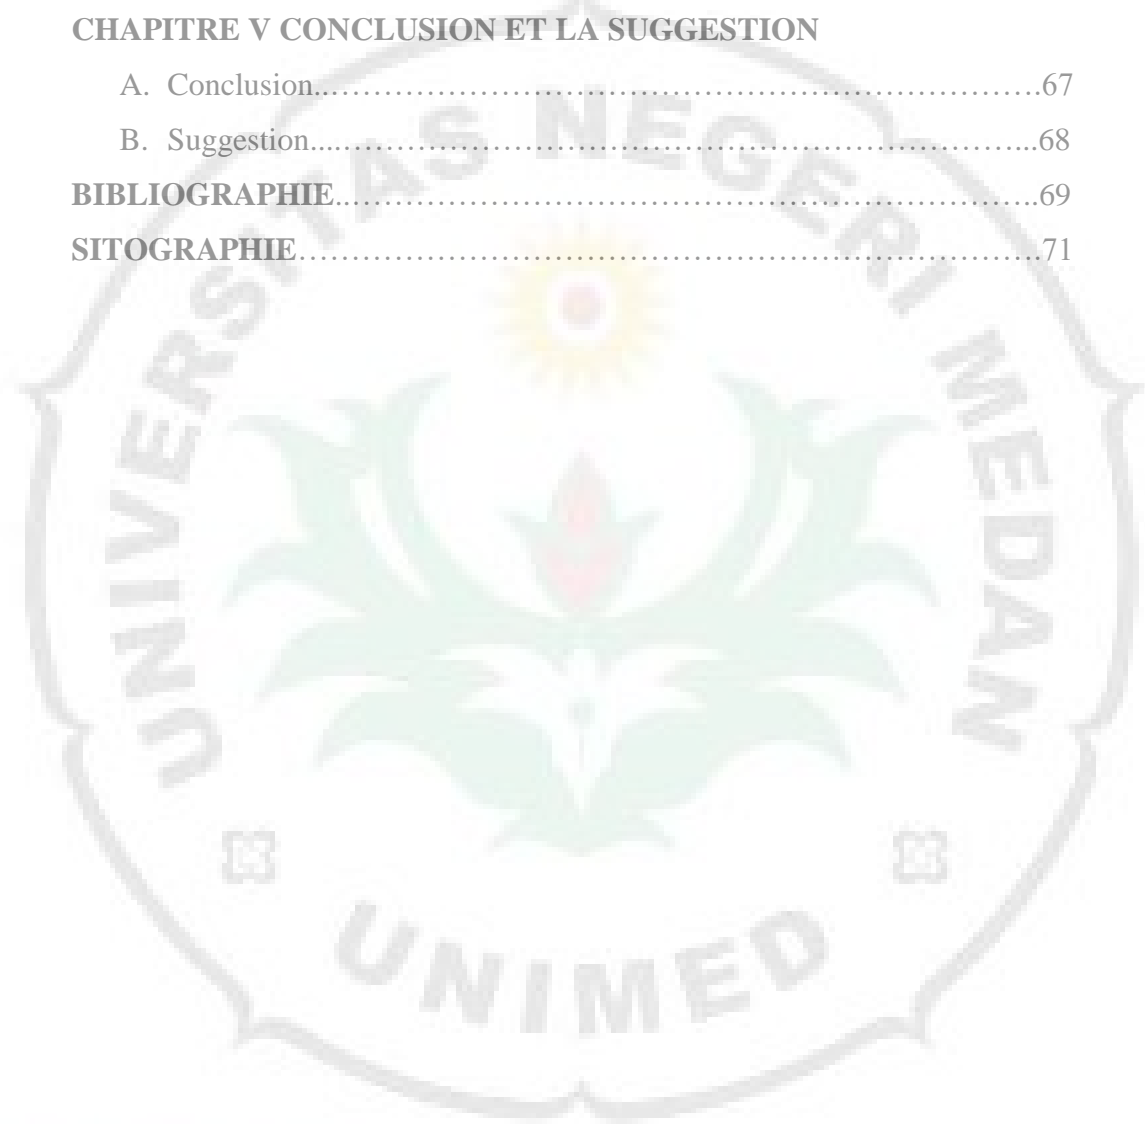 CHAPITRE V CONCLUSION ET LA SUGGESTION
A. Conclusion..……………………………………………………………….67
B. Suggestion...……………………………………………………………...68
BIBLIOGRAPHIE.……………………………………………………………..69
SITOGRAPHIE………………………………………………………………...71
UNIVERSITAS NEGERI MEDAN
UNIMED